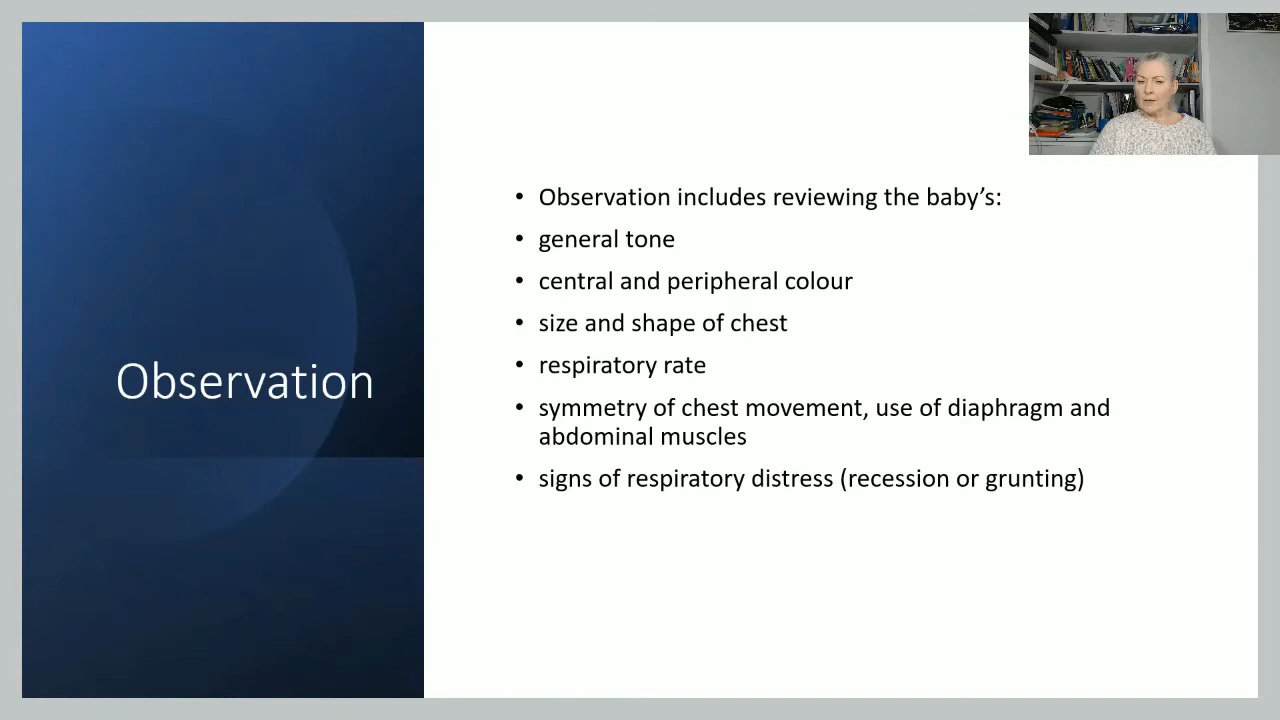 Observation
• Observation includes reviewing the baby’s:
• general tone
• central and peripheral colour
• size and shape of chest
• respiratory rate
• symmetry of chest movement, use of diaphragm and
abdominal muscles
• signs of respiratory distress (recession or grunting)